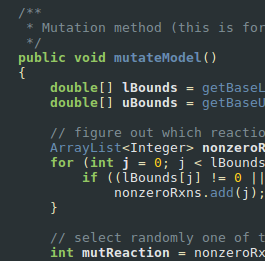 /**
* Mutation method (this is for
*/
public void mutateModel()
{
double[] lBounds = getBaseL
double[] uBounds = getBaseU
// figure out which reactio
ArrayList<Integer> nonzeroR
for (int j = 0; j < lBounds
if ((lBounds[j] != 0 ||
nonzeroRxns.add(j);
}
// select randomly one of t
int mutReaction = nonzeroRx